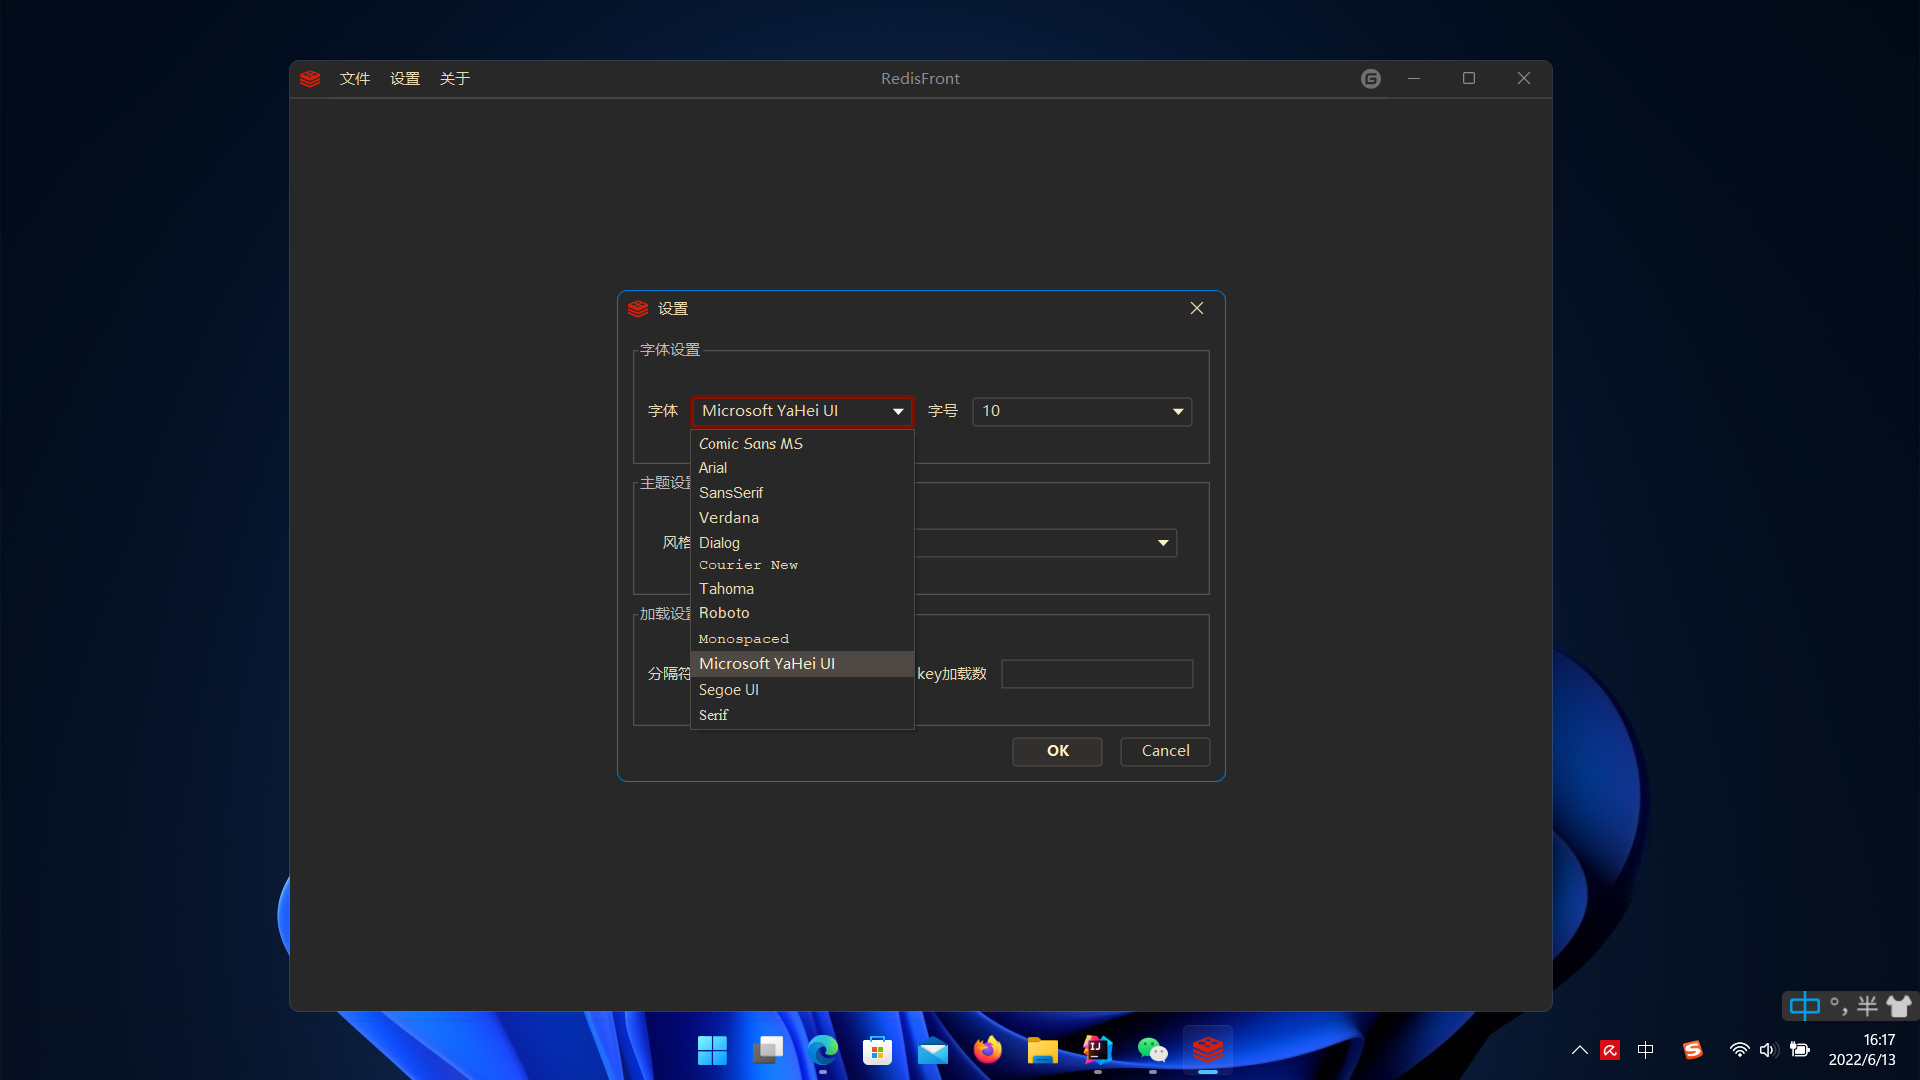 文件 设置 关于 RedisFront
设置
字体设置
字体 Microsoft YaHei UI 字号 10
Comic Sans MS
Arial
主题设
SansSerif
Verdana
风格 Dialog
Courier New
Tahoma
加载设
Roboto
Monospaced
Microsoft YaHei UI
分隔符 key加载数
Segoe UI
Serif
OK Cancel
中 °, 半
中
16:17
2022/6/13